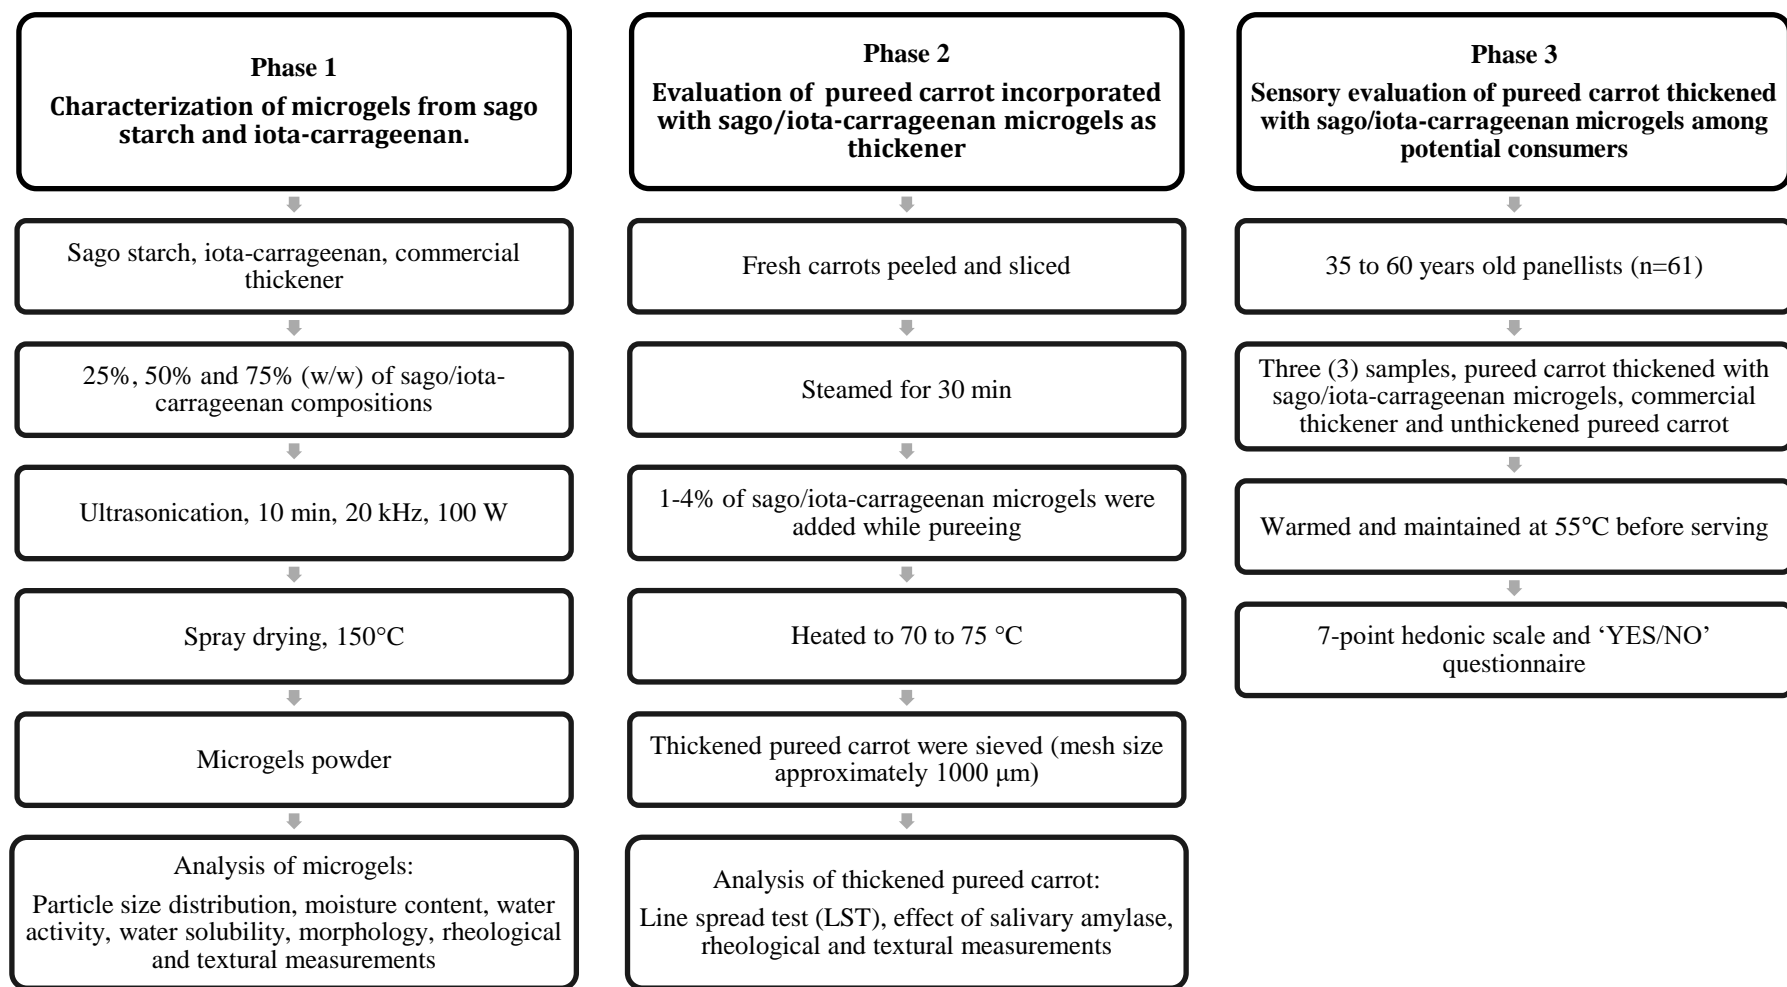 Phase 1
Characterization of microgels from sago
starch and iota-carrageenan.
Sago starch, iota-carrageenan, commercial
thickener
25%, 50% and 75% (w/w) of sago/iota-
carrageenan compositions
Ultrasonication, 10 min, 20 kHz, 100 W
Spray drying, 150°C
Microgels powder
Analysis of microgels:
Particle size distribution, moisture content, water
activity, water solubility, morphology, rheological
and textural measurements
Phase 2
Evaluation of pureed carrot incorporated
with sago/iota-carrageenan microgels as
thickener
Fresh carrots peeled and sliced
Steamed for 30 min
1-4% of sago/iota-carrageenan microgels were
added while pureeing
Heated to 70 to 75 °C
Thickened pureed carrot were sieved (mesh size
approximately 1000 μm)
Analysis of thickened pureed carrot:
Line spread test (LST), effect of salivary amylase,
rheological and textural measurements
Phase 3
Sensory evaluation of pureed carrot thickened
with sago/iota-carrageenan microgels among
potential consumers
35 to 60 years old panellists (n=61)
Three (3) samples, pureed carrot thickened with
sago/iota-carrageenan microgels, commercial
thickener and unthickened pureed carrot
Warmed and maintained at 55°C before serving
7-point hedonic scale and ‘YES/NO’
questionnaire